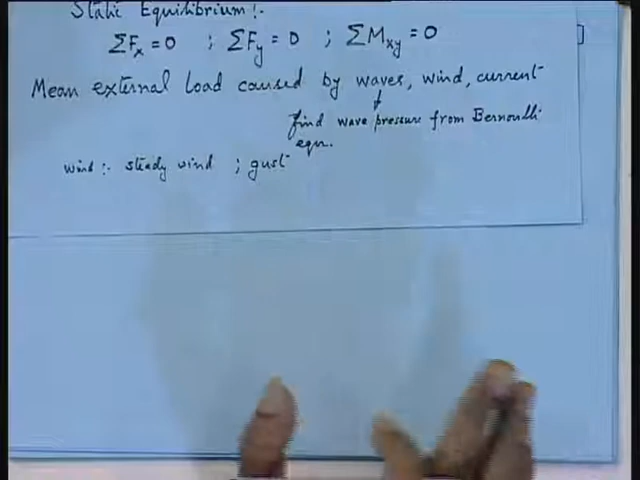 Static Equilibrium :-
ΣFx = 0 ; ΣFy = 0 ; ΣMxy = 0
Mean external Load caused by waves, wind, current
↓
find wave pressure from Bernoulli
eqn.
wind :- steady wind ; gust